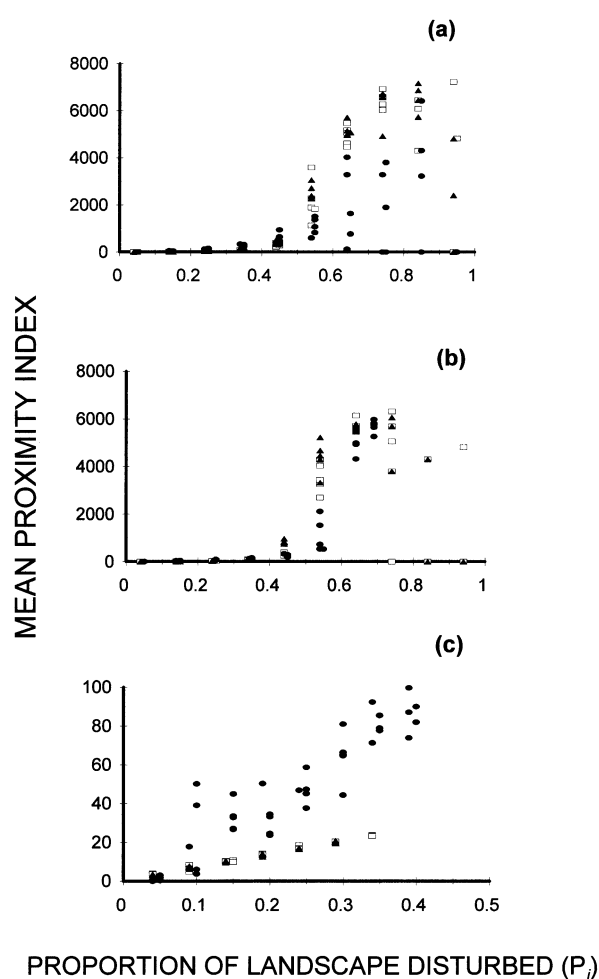 (a)
8000
6000
4000
2000
0
0 0.2 0.4 0.6 0.8 1
MEAN PROXIMITY INDEX
(b)
8000
6000
4000
2000
0
0 0.2 0.4 0.6 0.8 1
(c)
100
80
60
40
20
0
0 0.1 0.2 0.3 0.4 0.5
PROPORTION OF LANDSCAPE DISTURBED (Pi)